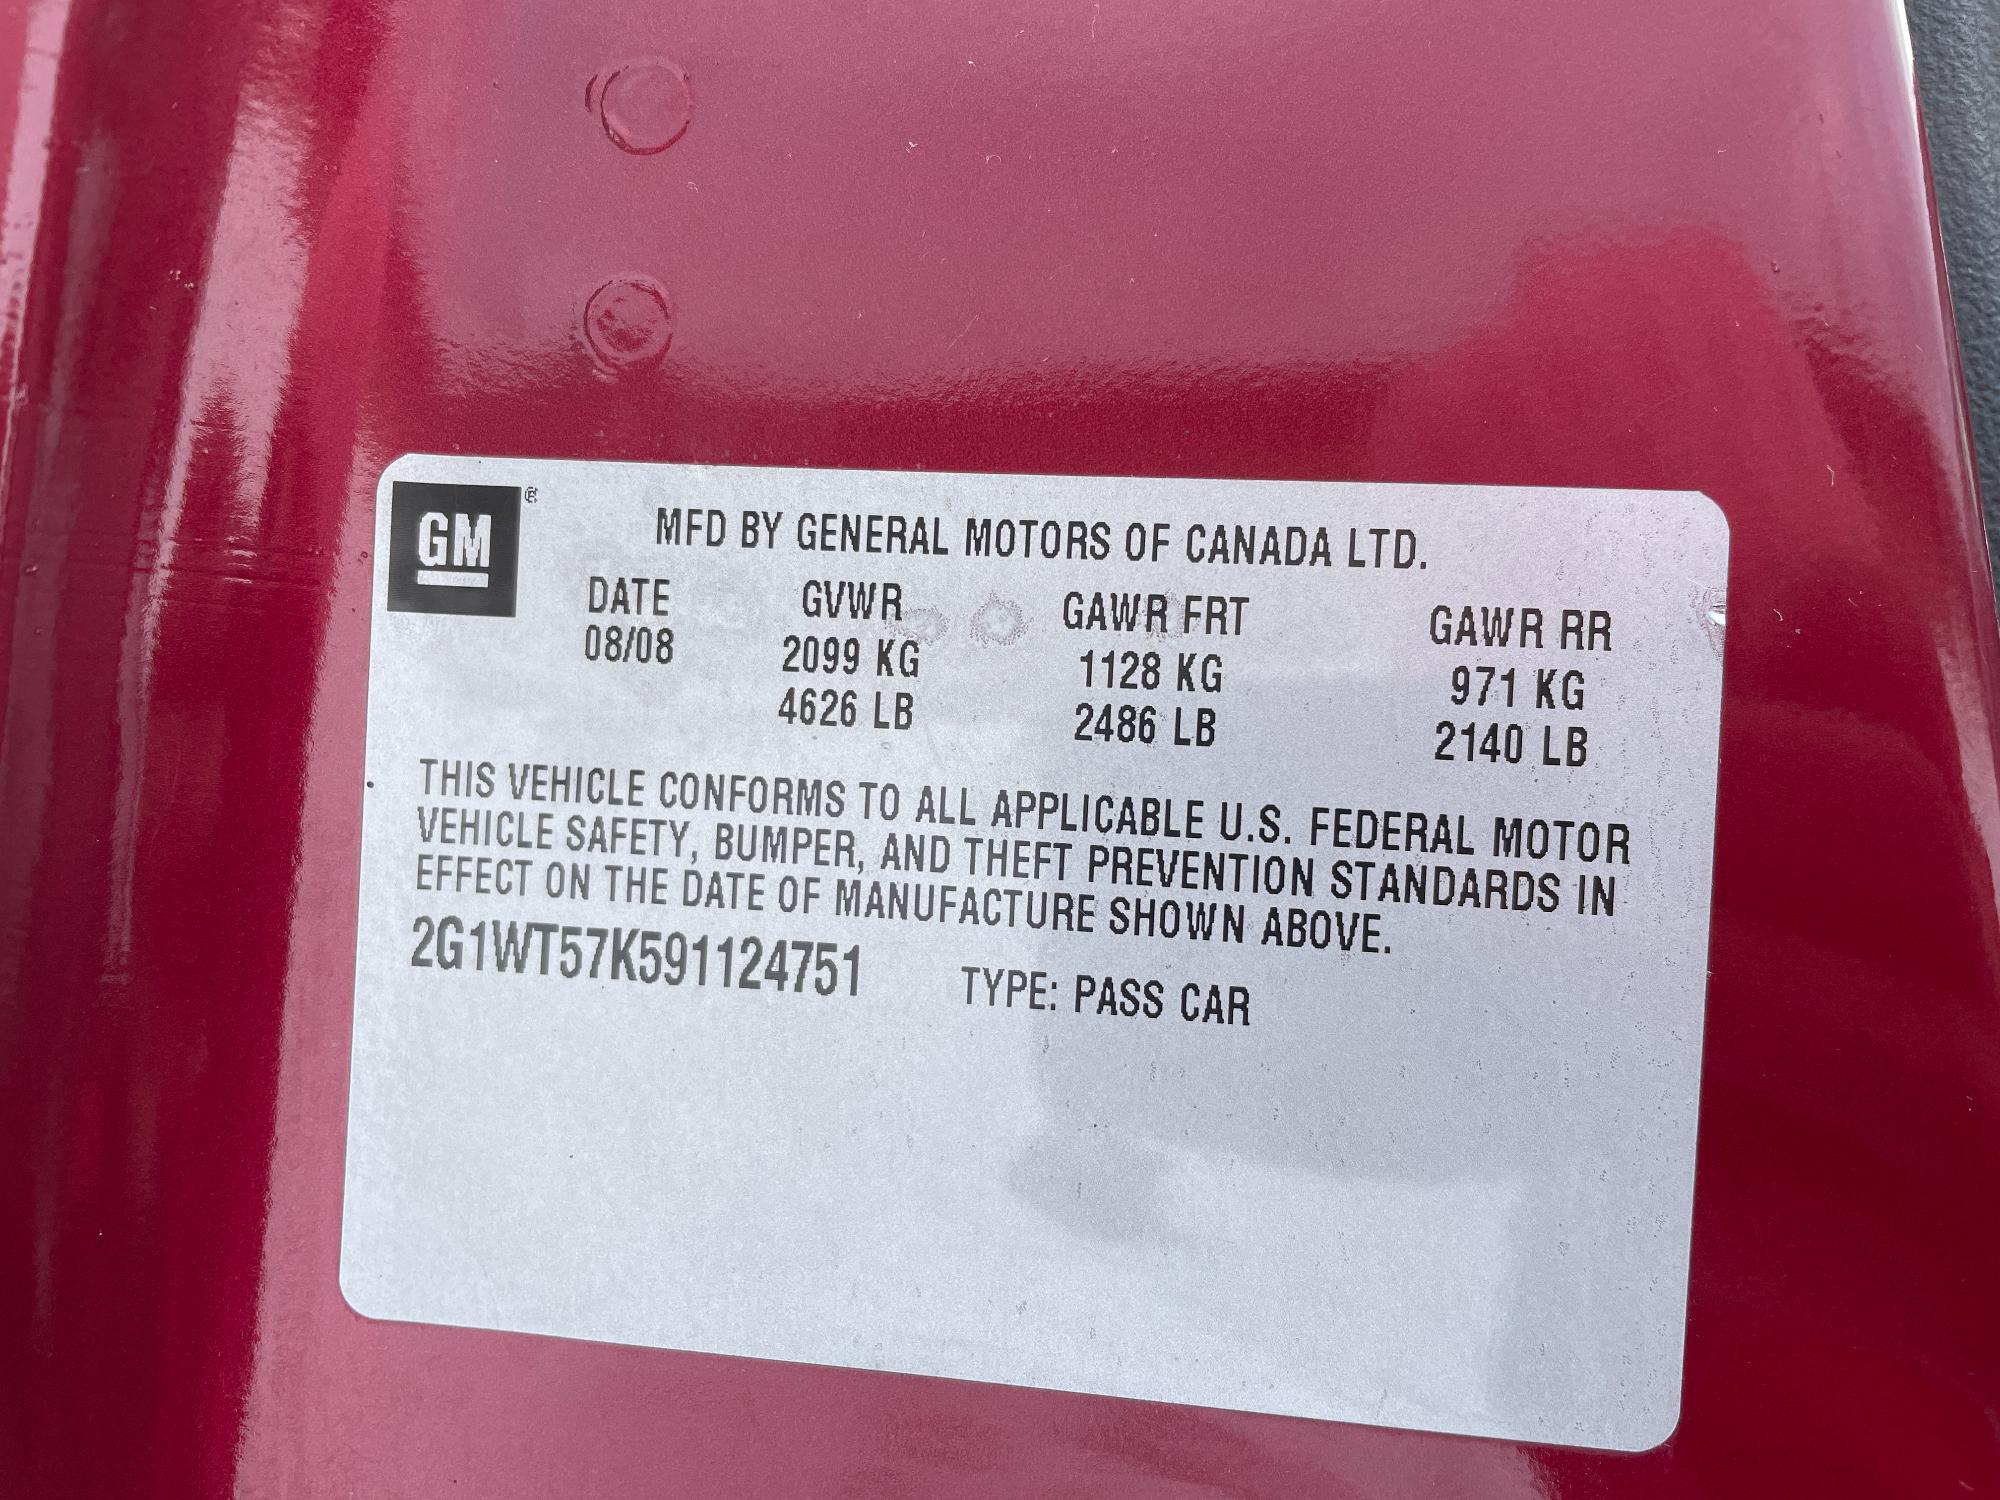 GM ®
MFD BY GENERAL MOTORS OF CANADA LTD.
DATE GVWR GAWR FRT GAWR RR
08/08 2099 KG 1128 KG 971 KG
4626 LB 2486 LB 2140 LB
THIS VEHICLE CONFORMS TO ALL APPLICABLE U.S. FEDERAL MOTOR
VEHICLE SAFETY, BUMPER, AND THEFT PREVENTION STANDARDS IN
EFFECT ON THE DATE OF MANUFACTURE SHOWN ABOVE.
2G1WT57K591124751 TYPE: PASS CAR